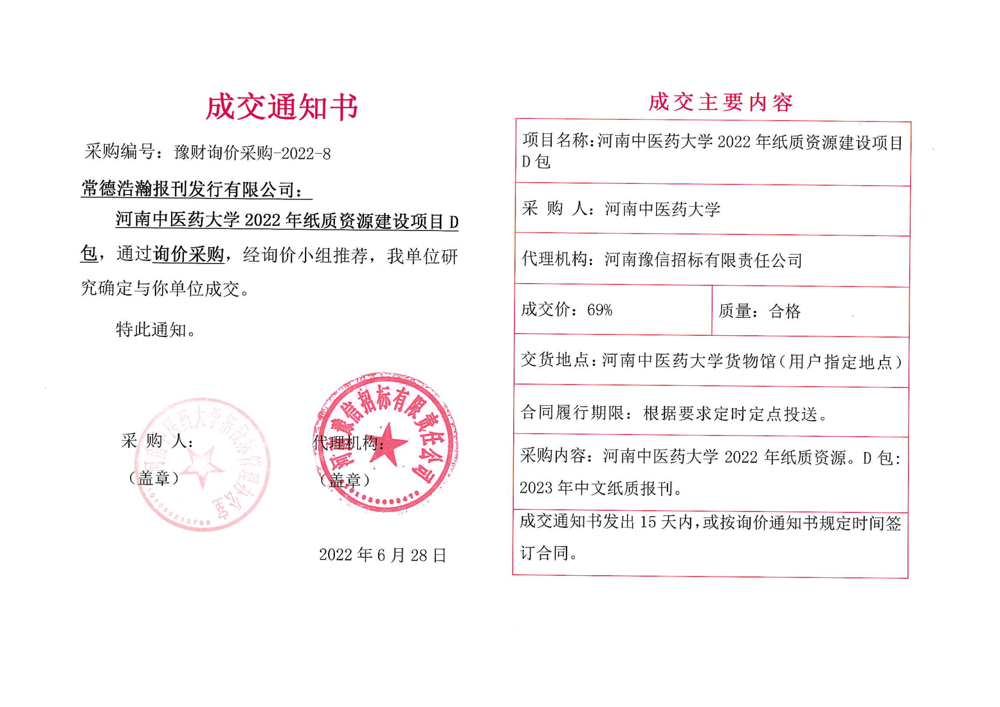 成交通知书
采购编号：豫财询价采购-2022-8
常德浩瀚报刊发行有限公司：
河南中医药大学 2022 年纸质资源建设项目 D
包，通过询价采购，经询价小组推荐，我单位研
究确定与你单位成交。
特此通知。
采 购 人：
（盖章）
河南中医药大学招投标管理办公室
代理机构：
（盖章）
河南豫信招标有限责任公司
2022 年 6 月 28 日
成交主要内容
项目名称:河南中医药大学 2022 年纸质资源建设项目
D 包
采 购 人：河南中医药大学
代理机构：河南豫信招标有限责任公司
成交价：69%
质量：合格
交货地点:河南中医药大学货物馆(用户指定地点)
合同履行期限：根据要求定时定点投送。
采购内容：河南中医药大学 2022 年纸质资源。D 包:
2023 年中文纸质报刊。
成交通知书发出 15 天内,或按询价通知书规定时间签
订合同。